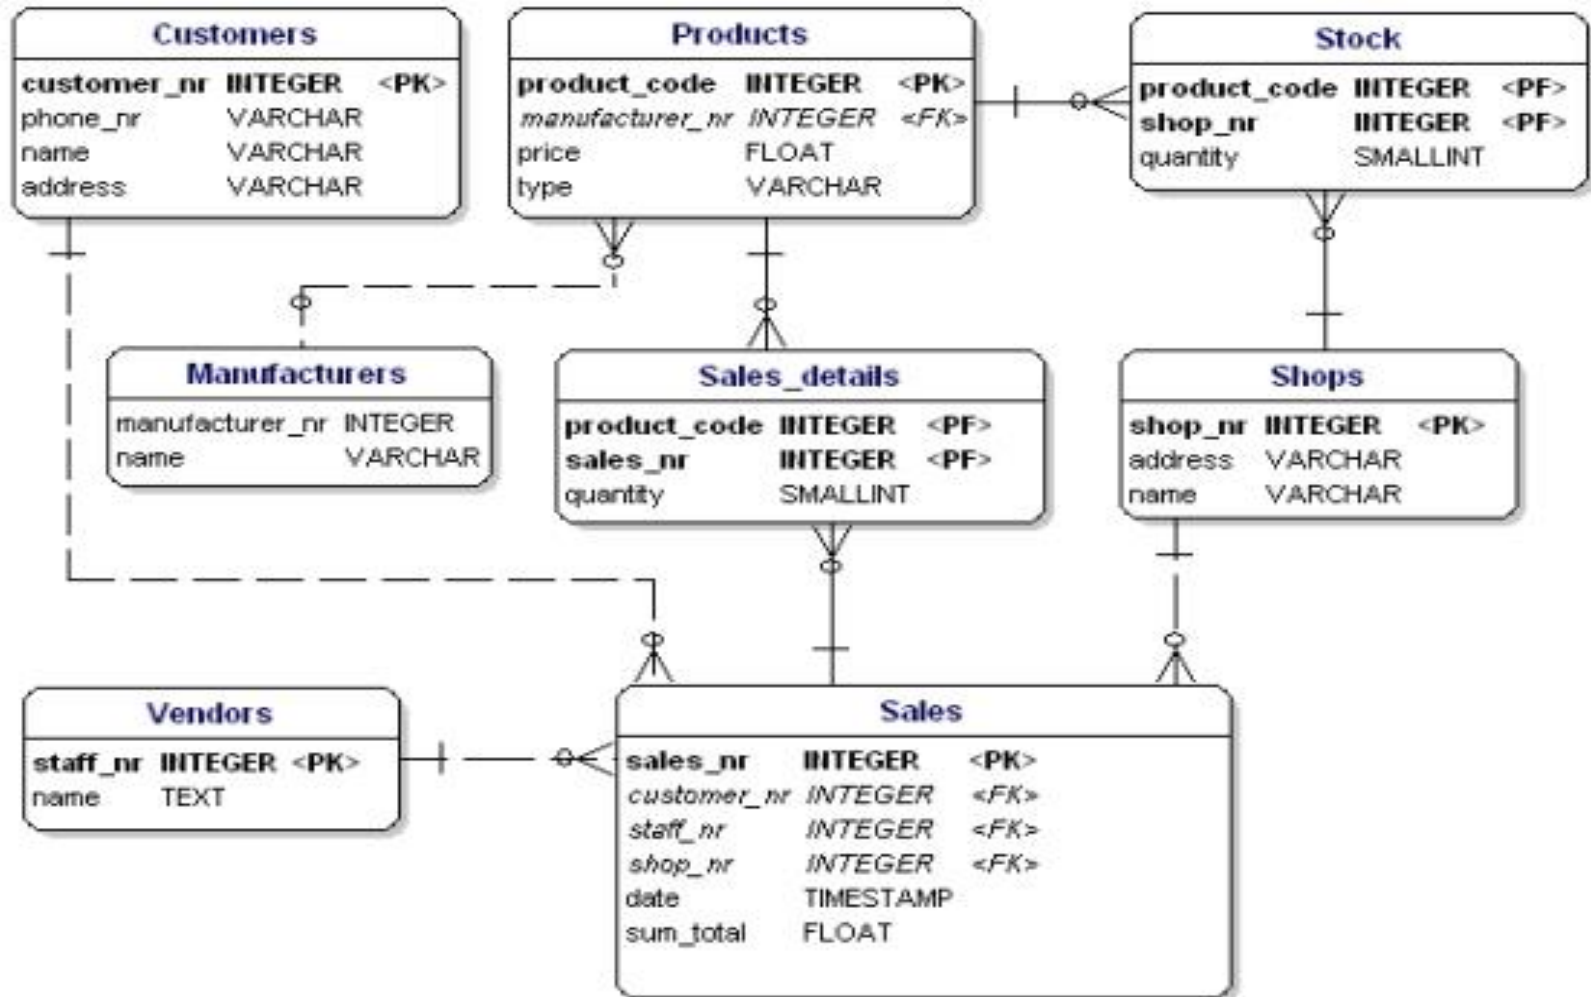 Customers
customer_nr INTEGER <PK>
phone_nr VARCHAR
name VARCHAR
address VARCHAR
Products
product_code INTEGER <PK>
manufacturer_nr INTEGER <FK>
price FLOAT
type VARCHAR
Stock
product_code INTEGER <PF>
shop_nr INTEGER <PF>
quantity SMALLINT
Manufacturers
manufacturer_nr INTEGER
name VARCHAR
Sales_details
product_code INTEGER <PF>
sales_nr INTEGER <PF>
quantity SMALLINT
Shops
shop_nr INTEGER <PK>
address VARCHAR
name VARCHAR
Vendors
staff_nr INTEGER <PK>
name TEXT
Sales
sales_nr INTEGER <PK>
customer_nr INTEGER <FK>
staff_nr INTEGER <FK>
shop_nr INTEGER <FK>
date TIMESTAMP
sum_total FLOAT